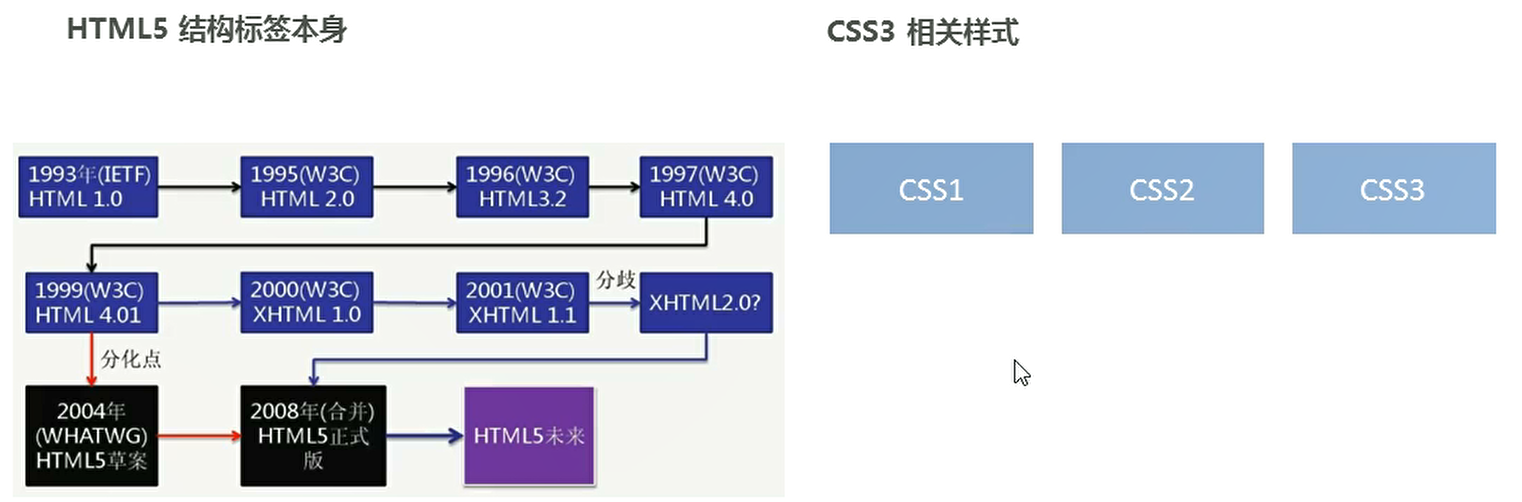 HTML5 结构标签本身
CSS3 相关样式
1993年(IETF)
HTML 1.0
1995(W3C)
HTML 2.0
1996(W3C)
HTML3.2
1997(W3C)
HTML 4.0
CSS1
CSS2
CSS3
1999(W3C)
HTML 4.01
2000(W3C)
XHTML 1.0
2001(W3C)
XHTML 1.1
分歧
XHTML2.0?
分化点
2004年
(WHATWG)
HTML5草案
2008年(合并)
HTML5正式
版
HTML5未来